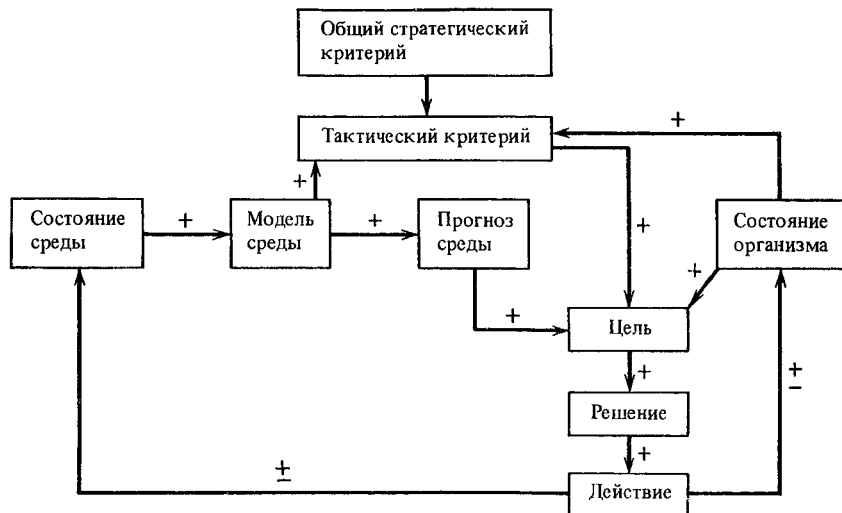 Общий стратегический
критерий
Тактический критерий
+
+
Состояние
среды
+
Модель
среды
+
Прогноз
среды
+
Состояние
организма
+
+
Цель
+
±
Решение
+
±
Действие